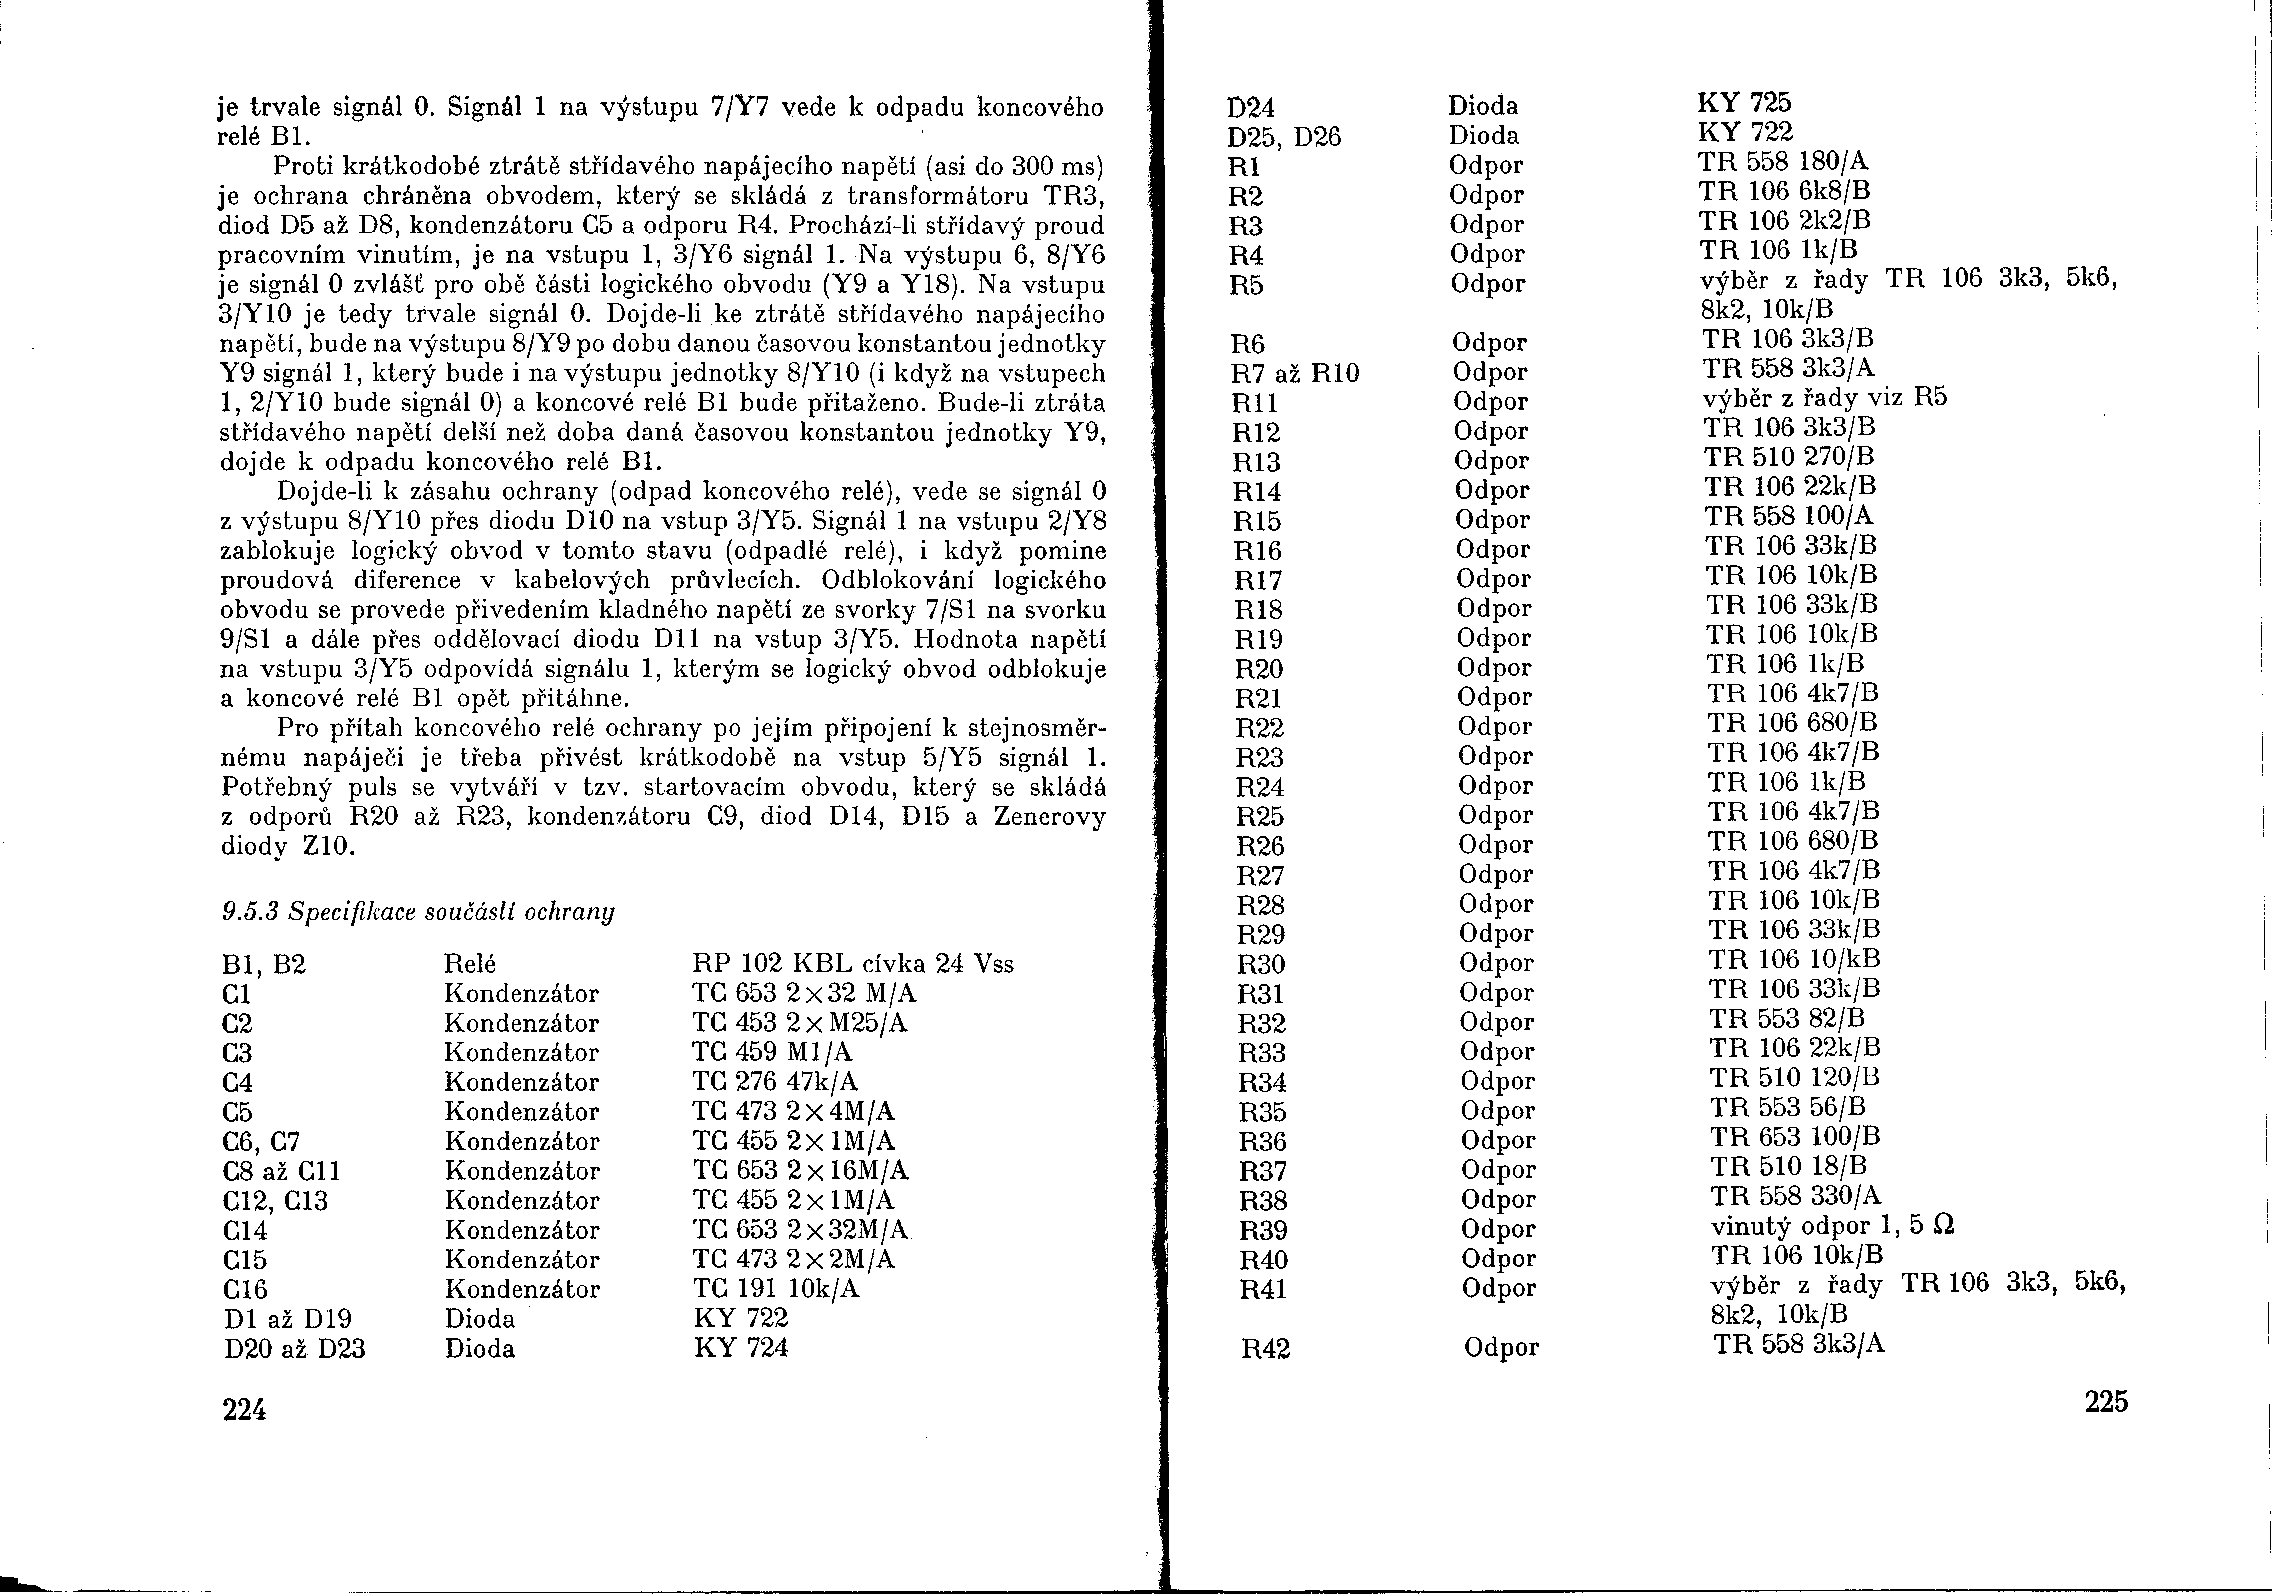 je trvale signál 0. Signál 1 na výstupu 7/Y7 vede k odpadu koncového
relé B1.
Proti krátkodobé ztrátě střídavého napájecího napětí (asi do 300 ms)
je ochrana chráněna obvodem, který se skládá z transformátoru TR3,
diod D5 až D8, kondenzátoru C5 a odporu R4. Prochází-li střídavý proud
pracovním vinutím, je na vstupu 1, 3/Y6 signál 1. Na výstupu 6, 8/Y6
je signál 0 zvlášť pro obě části logického obvodu (Y9 a Y18). Na vstupu
3/Y10 je tedy trvale signál 0. Dojde-li ke ztrátě střídavého napájecího
napětí, bude na výstupu 8/Y9 po dobu danou časovou konstantou jednotky
Y9 signál 1, který bude i na výstupu jednotky 8/Y10 (i když na vstupech
1, 2/Y10 bude signál 0) a koncové relé B1 bude přitaženo. Bude-li ztráta
střídavého napětí delší než doba daná časovou konstantou jednotky Y9,
dojde k odpadu koncového relé B1.
Dojde-li k zásahu ochrany (odpad koncového relé), vede se signál 0
z výstupu 8/Y10 přes diodu D10 na vstup 3/Y5. Signál 1 na vstupu 2/Y8
zablokuje logický obvod v tomto stavu (odpadlé relé), i když pomine
proudová diference v kabelových průvlecích. Odblokování logického
obvodu se provede přivedením kladného napětí ze svorky 7/S1 na svorku
9/S1 a dále přes oddělovací diodu D11 na vstup 3/Y5. Hodnota napětí
na vstupu 3/Y5 odpovídá signálu 1, kterým se logický obvod odblokuje
a koncové relé B1 opět přitáhne.
Pro přítah koncového relé ochrany po jejím připojení k stejnosměr-
nému napáječi je třeba přivést krátkodobě na vstup 5/Y5 signál 1.
Potřebný puls se vytváří v tzv. startovacím obvodu, který se skládá
z odporů R20 až R23, kondenzátoru C9, diod D14, D15 a Zenerovy
diody Z10.
9.5.3 Specifikace součástí ochrany
B1, B2 Relé RP 102 KBL cívka 24 Vss
C1 Kondenzátor TC 653 2×32 M/A
C2 Kondenzátor TC 453 2×M25/A
C3 Kondenzátor TC 459 M1/A
C4 Kondenzátor TC 276 47k/A
C5 Kondenzátor TC 473 2×4M/A
C6, C7 Kondenzátor TC 455 2×1M/A
C8 až C11 Kondenzátor TC 653 2×16M/A
C12, C13 Kondenzátor TC 455 2×1M/A
C14 Kondenzátor TC 653 2×32M/A
C15 Kondenzátor TC 473 2×2M/A
C16 Kondenzátor TC 191 10k/A
D1 až D19 Dioda KY 722
D20 až D23 Dioda KY 724
224
D24 Dioda KY 725
D25, D26 Dioda KY 722
R1 Odpor TR 558 180/A
R2 Odpor TR 106 6k8/B
R3 Odpor TR 106 2k2/B
R4 Odpor TR 106 1k/B
R5 Odpor výběr z řady TR 106 3k3, 5k6,
8k2, 10k/B
R6 Odpor TR 106 3k3/B
R7 až R10 Odpor TR 558 3k3/A
R11 Odpor výběr z řady viz R5
R12 Odpor TR 106 3k3/B
R13 Odpor TR 510 270/B
R14 Odpor TR 106 22k/B
R15 Odpor TR 558 100/A
R16 Odpor TR 106 33k/B
R17 Odpor TR 106 10k/B
R18 Odpor TR 106 33k/B
R19 Odpor TR 106 10k/B
R20 Odpor TR 106 1k/B
R21 Odpor TR 106 4k7/B
R22 Odpor TR 106 680/B
R23 Odpor TR 106 4k7/B
R24 Odpor TR 106 1k/B
R25 Odpor TR 106 4k7/B
R26 Odpor TR 106 680/B
R27 Odpor TR 106 4k7/B
R28 Odpor TR 106 10k/B
R29 Odpor TR 106 33k/B
R30 Odpor TR 106 10/kB
R31 Odpor TR 106 33k/B
R32 Odpor TR 553 82/B
R33 Odpor TR 106 22k/B
R34 Odpor TR 510 120/B
R35 Odpor TR 553 56/B
R36 Odpor TR 653 100/B
R37 Odpor TR 510 18/B
R38 Odpor TR 558 330/A
R39 Odpor vinutý odpor 1, 5 Ω
R40 Odpor TR 106 10k/B
R41 Odpor výběr z řady TR 106 3k3, 5k6,
8k2, 10k/B
R42 Odpor TR 558 3k3/A
225